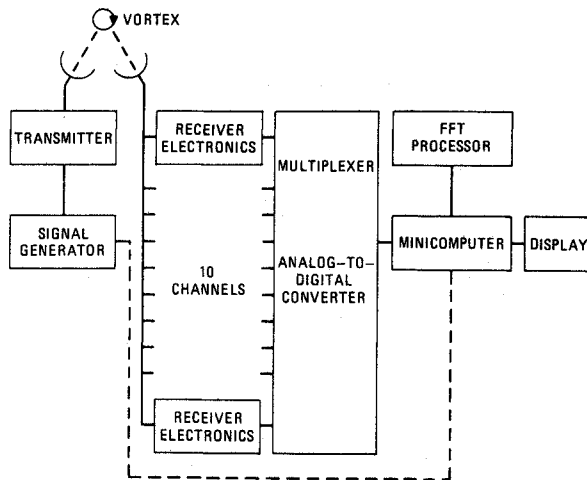 VORTEX
TRANSMITTER
RECEIVER
ELECTRONICS
MULTIPLEXER
FFT
PROCESSOR
SIGNAL
GENERATOR
MINICOMPUTER
DISPLAY
10
CHANNELS
ANALOG-TO-
DIGITAL
CONVERTER
RECEIVER
ELECTRONICS